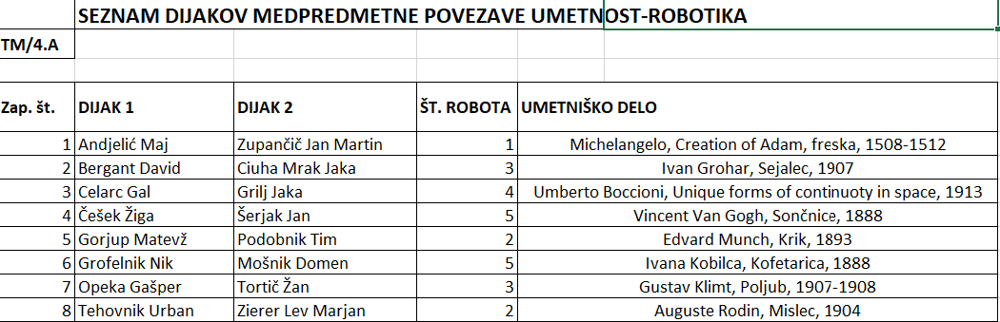 SEZNAM DIJAKOV MEDPREDMETNE POVEZAVE UMETNOST-ROBOTIKA
TM/4.A
Zap. št. DIJAK 1 DIJAK 2 ŠT. ROBOTA UMETNIŠKO DELO
1 Andjelić Maj Zupančič Jan Martin 1 Michelangelo, Creation of Adam, freska, 1508-1512
2 Bergant David Ciuha Mrak Jaka 3 Ivan Grohar, Sejalec, 1907
3 Celarc Gal Grilj Jaka 4 Umberto Boccioni, Unique forms of continuoty in space, 1913
4 Češek Žiga Šerjak Jan 5 Vincent Van Gogh, Sončnice, 1888
5 Gorjup Matevž Podobnik Tim 2 Edvard Munch, Krik, 1893
6 Grofelnik Nik Mošnik Domen 5 Ivana Kobilca, Kofetarica, 1888
7 Opeka Gašper Tortič Žan 3 Gustav Klimt, Poljub, 1907-1908
8 Tehovnik Urban Zierer Lev Marjan 2 Auguste Rodin, Mislec, 1904